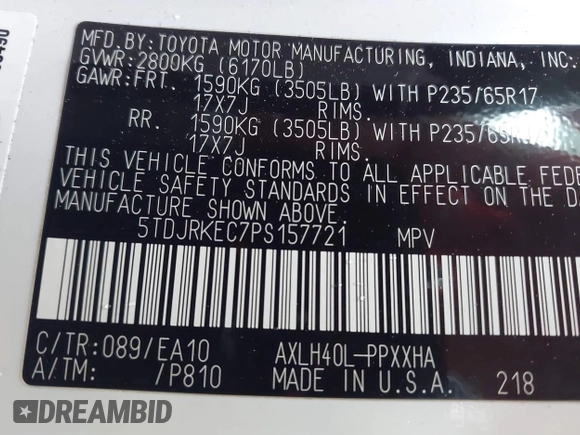 MFD.BY:TOYOTA MOTOR MANUFACTURING, INDIANA, INC.
GVWR:2800KG (6170LB)
GAWR:FRT. 1590KG (3505LB) WITH P235/65R17
17X7J RIMS.
RR. 1590KG (3505LB) WITH P235/65R17
17X7J RIMS.
THIS VEHICLE CONFORMS TO ALL APPLICABLE
VEHICLE SAFETY STANDARDS IN EFFECT ON THE
MANUFACTURE SHOWN ABOVE.
5TDJRKEC7PS157721 MPV
C/TR:089/EA10 AXLH40L-PPXXHA
A/TM: /P810 MADE IN U.S.A. 218
DREAMBID